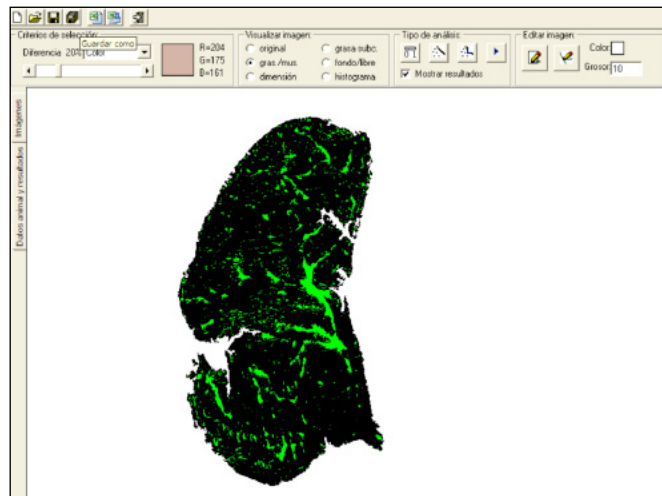 Criterios de selección:
Guardar como
Diferencia 20% Color
R=204
G=175
B=161
Visualizar imagen:
original
grasa subc.
gras./mus.
fondo/libre
dimensión
histograma
Tipo de análisis:
Mostrar resultados
Editar imagen:
Color:
Grosor: 10
Imágenes
Datos animal y resultados